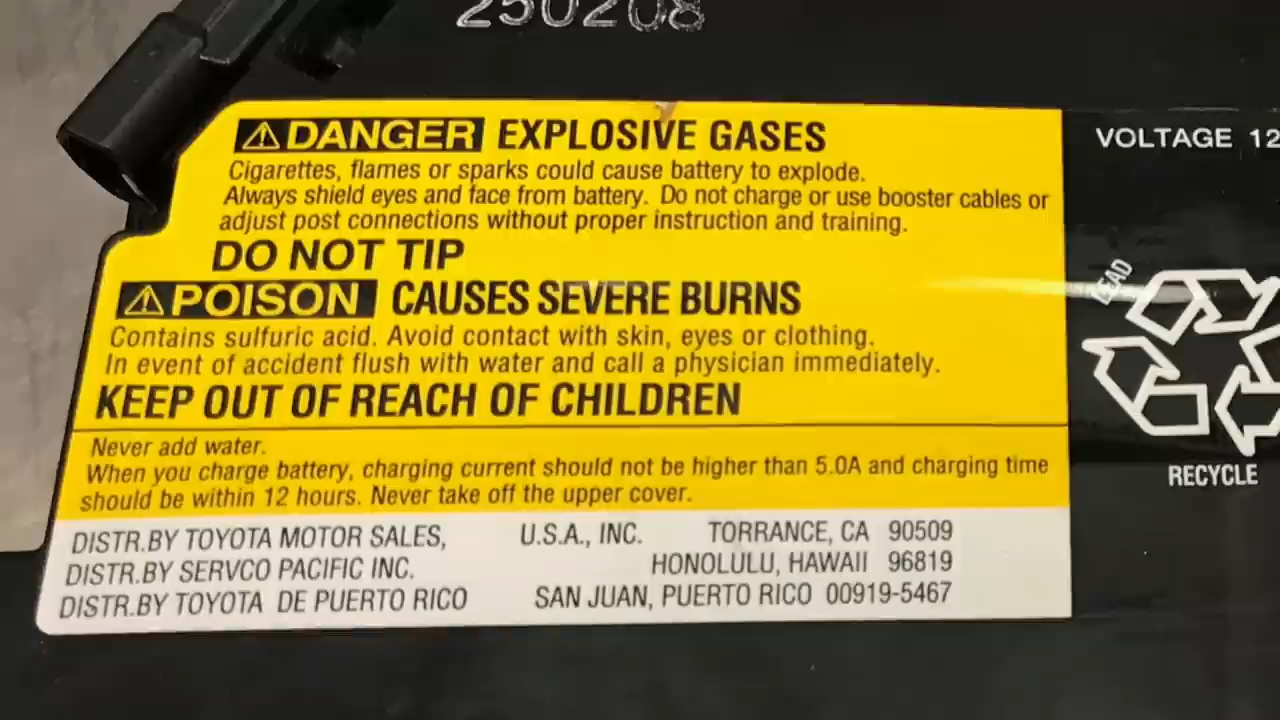 250208
DANGER EXPLOSIVE GASES
Cigarettes, flames or sparks could cause battery to explode.
Always shield eyes and face from battery. Do not charge or use booster cables or
adjust post connections without proper instruction and training.
DO NOT TIP
POISON CAUSES SEVERE BURNS
Contains sulfuric acid. Avoid contact with skin, eyes or clothing.
In event of accident flush with water and call a physician immediately.
KEEP OUT OF REACH OF CHILDREN
Never add water.
When you charge battery, charging current should not be higher than 5.0A and charging time
should be within 12 hours. Never take off the upper cover.
DISTR.BY TOYOTA MOTOR SALES, U.S.A., INC. TORRANCE, CA 90509
DISTR.BY SERVCO PACIFIC INC. HONOLULU, HAWAII 96819
DISTR.BY TOYOTA DE PUERTO RICO SAN JUAN, PUERTO RICO 00919-5467
VOLTAGE 12
LEAD
RECYCLE